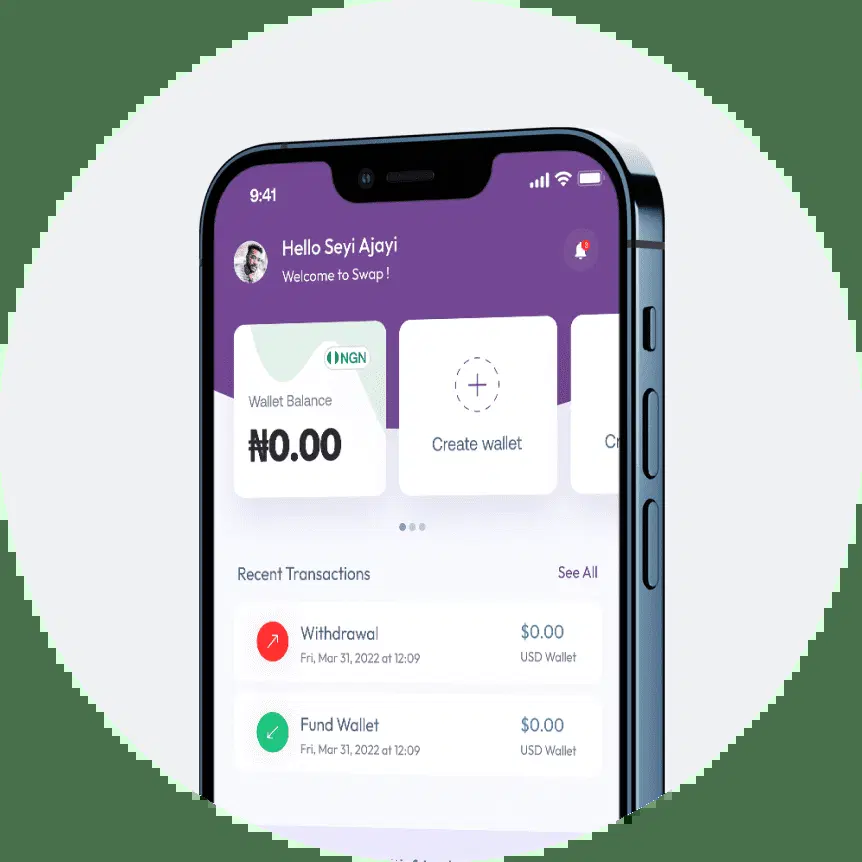 9:41
Hello Seyi Ajayi
Welcome to Swap !
NGN
Wallet Balance
₦0.00
Create wallet
Recent Transactions
See All
Withdrawal
$0.00
Fri, Mar 31, 2022 at 12:09
USD Wallet
Fund Wallet
$0.00
Fri, Mar 31, 2022 at 12:09
USD Wallet